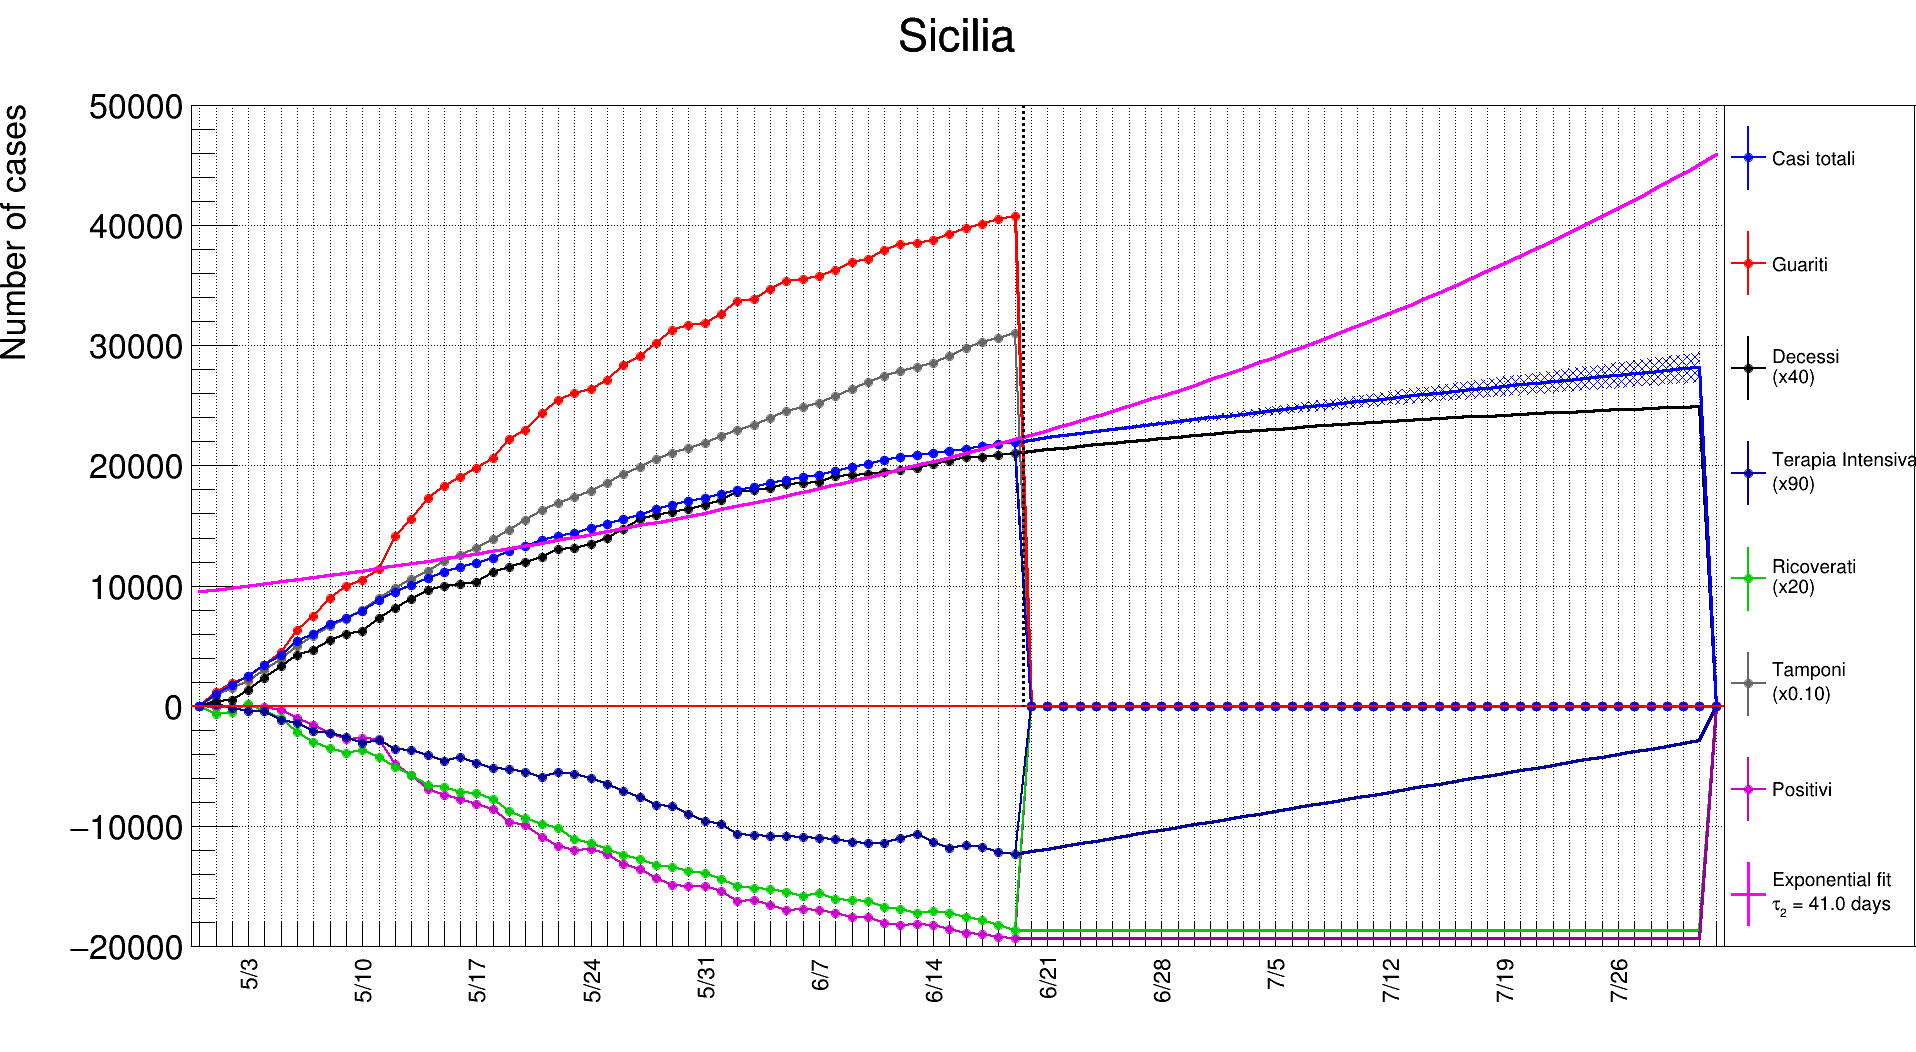 Sicilia
Number of cases
50000
40000
30000
20000
10000
0
−10000
−20000
5/3
5/10
5/17
5/24
5/31
6/7
6/14
6/21
6/28
7/5
7/12
7/19
7/26
Casi totali
Guariti
Decessi
(x40)
Terapia Intensiva
(x90)
Ricoverati
(x20)
Tamponi
(x0.10)
Positivi
Exponential fit
τ2 = 41.0 days